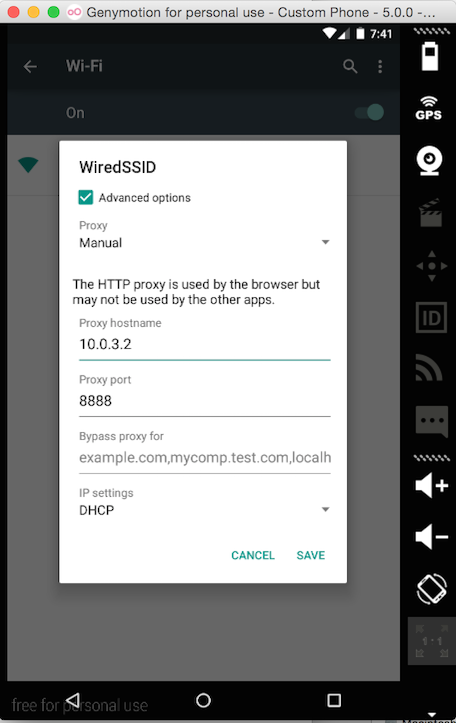 Genymotion for personal use - Custom Phone - 5.0.0 -...
7:41
Wi-Fi
On
GPS
WiredSSID
Advanced options
Proxy
Manual
The HTTP proxy is used by the browser but
may not be used by the other apps.
Proxy hostname
10.0.3.2
Proxy port
8888
Bypass proxy for
example.com,mycomp.test.com,localh
IP settings
DHCP
CANCEL
SAVE
ID
1:1
free for personal use